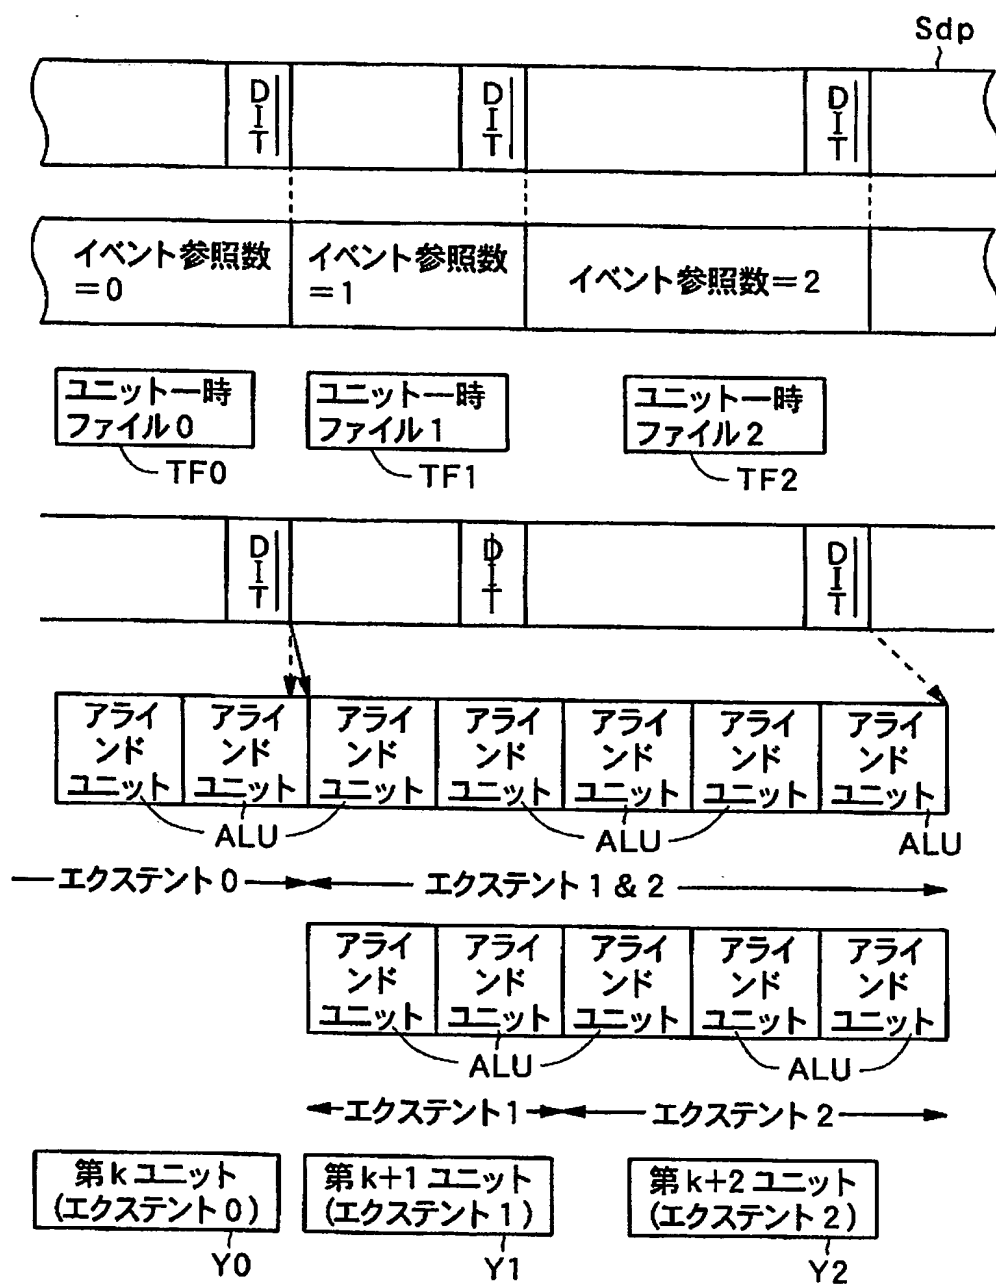 Sdp
DIT DIT DIT
イベント参照数
=0
イベント参照数
=1
イベント参照数=2
ユニット一時
ファイル0
ユニット一時
ファイル1
ユニット一時
ファイル2
TF0
TF1
TF2
DIT DIT DIT
アライ
ンド
ユニット
アライ
ンド
ユニット
アライ
ンド
ユニット
アライ
ンド
ユニット
アライ
ンド
ユニット
アライ
ンド
ユニット
アライ
ンド
ユニット
ALU ALU ALU
エクステント0 エクステント1&2
アライ
ンド
ユニット
アライ
ンド
ユニット
アライ
ンド
ユニット
アライ
ンド
ユニット
アライ
ンド
ユニット
ALU ALU
エクステント1 エクステント2
第kユニット
(エクステント0)
第k+1ユニット
(エクステント1)
第k+2ユニット
(エクステント2)
Y0
Y1
Y2